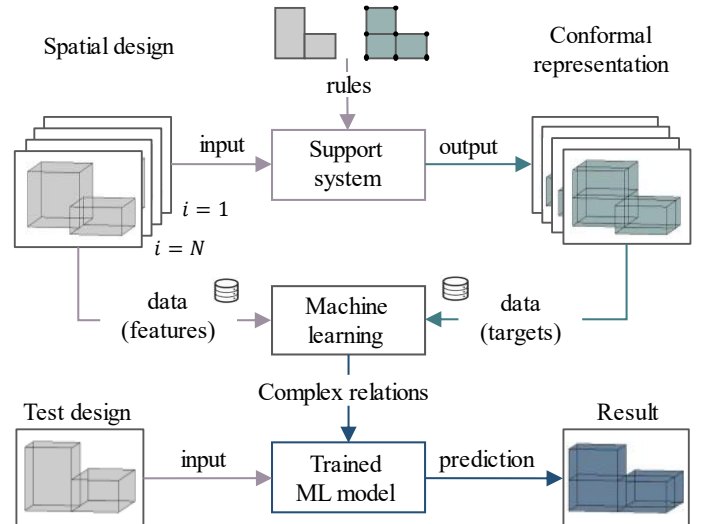 Spatial design
Conformal
representation
rules
input
Support
system
output
i = 1
i = N
data
(features)
Machine
learning
data
(targets)
Complex relations
Test design
Result
input
Trained
ML model
prediction